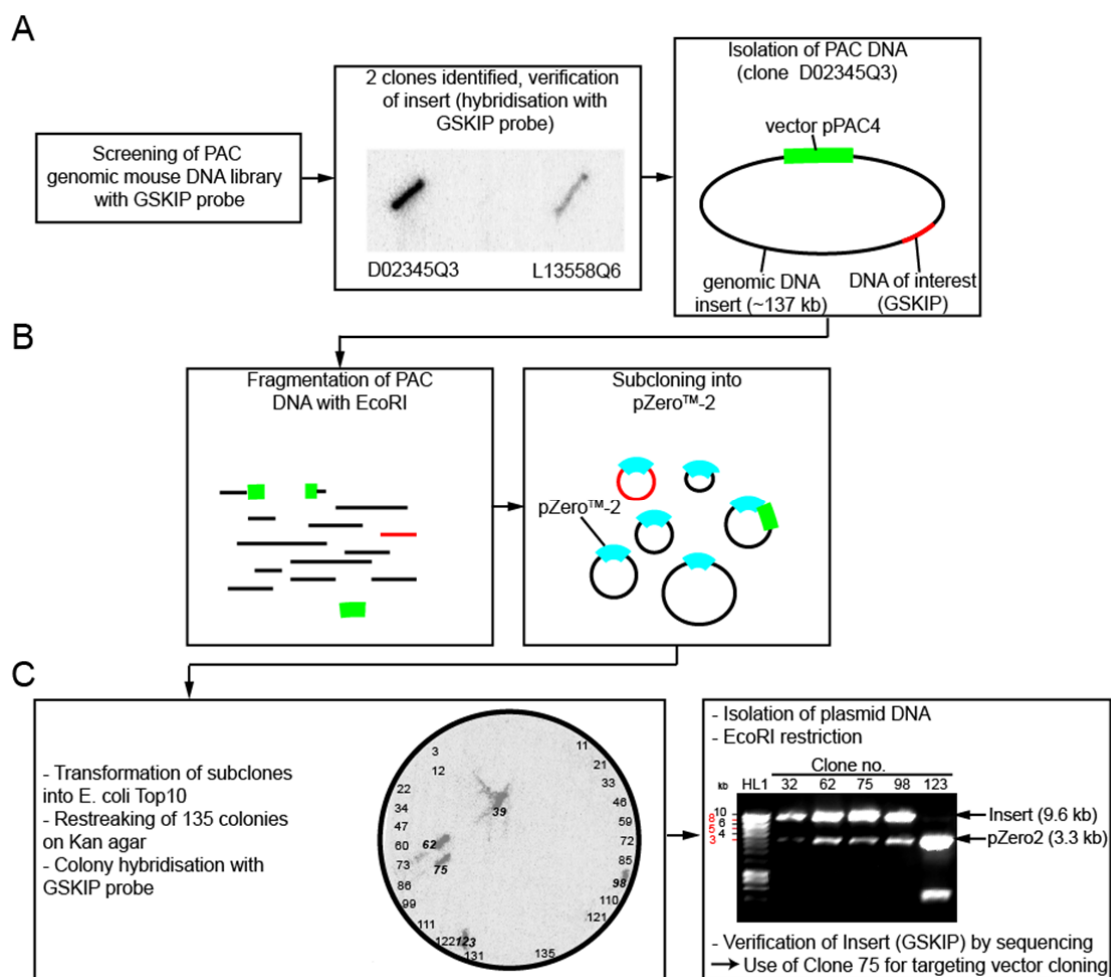 A
Screening of PAC
genomic mouse DNA library
with GSKIP probe
2 clones identified, verification
of insert (hybridisation with
GSKIP probe)
D02345Q3 L13558Q6
Isolation of PAC DNA
(clone D02345Q3)
vector pPAC4
genomic DNA
insert (~137 kb)
DNA of interest
(GSKIP)
B
Fragmentation of PAC
DNA with EcoRI
Subcloning into
pZero™-2
pZero™-2
C
- Transformation of subclones
into E. coli Top10
- Restreaking of 135 colonies
on Kan agar
- Colony hybridisation with
GSKIP probe
3 11
12 21
22 33
34 39 46
47 59
60 62 72
73 75 85
86 98
99 110
111 121
122 123
131 135
- Isolation of plasmid DNA
- EcoRI restriction
Clone no.
kb HL1 32 62 75 98 123
10
8
6
5
4
3
Insert (9.6 kb)
pZero2 (3.3 kb)
- Verification of Insert (GSKIP) by sequencing
Use of Clone 75 for targeting vector cloning